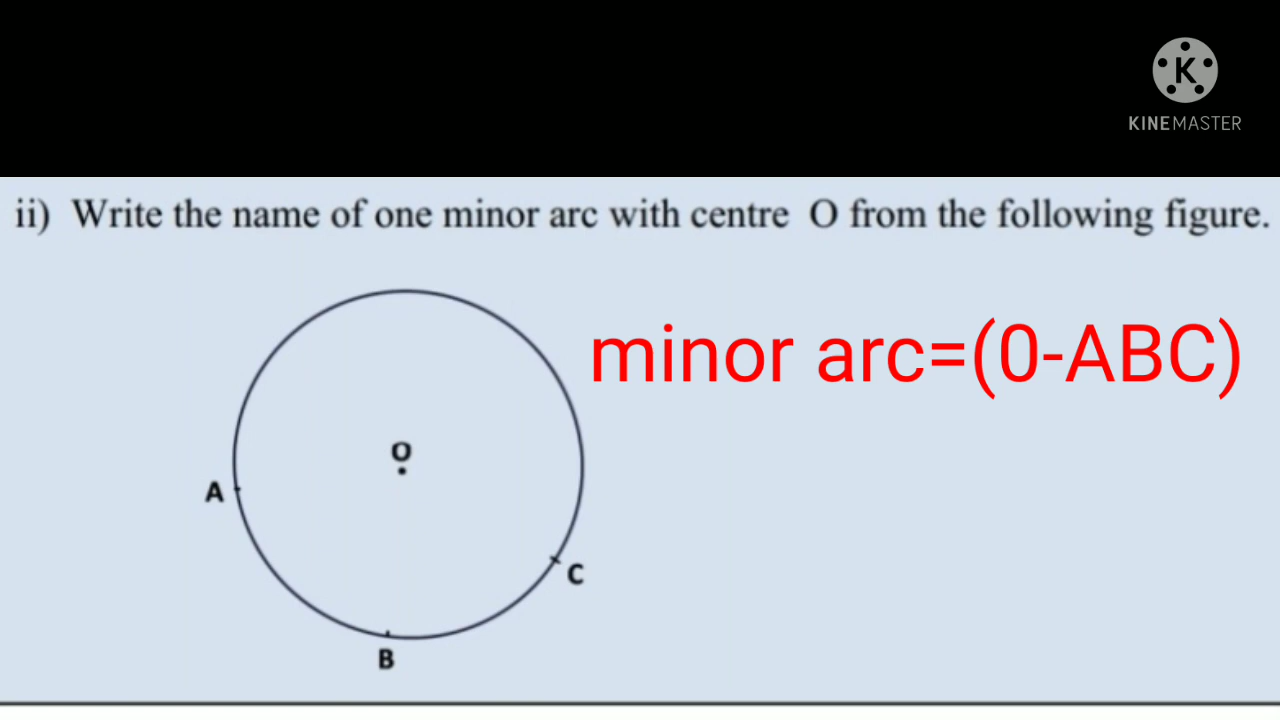 K
KINEMASTER
ii) Write the name of one minor arc with centre O from the following figure.
minor arc=(0-ABC)
O
A
C
B